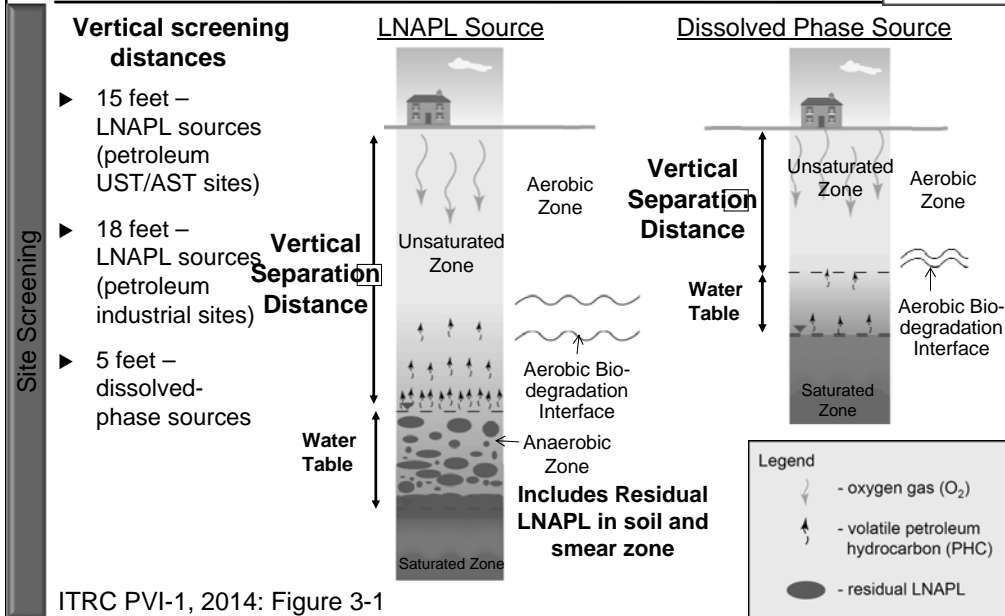 Site Screening
Vertical screening
distances
► 15 feet –
LNAPL sources
(petroleum
UST/AST sites)
► 18 feet –
LNAPL sources
(petroleum
industrial sites)
► 5 feet –
dissolved-
phase sources
LNAPL Source
Vertical
Separation
Distance
Unsaturated
Zone
Aerobic
Zone
Aerobic Bio-
degradation
Interface
Water
Table
Anaerobic
Zone
Includes Residual
LNAPL in soil and
smear zone
Saturated Zone
Dissolved Phase Source
Vertical
Separation
Distance
Unsaturated
Zone
Aerobic
Zone
Water
Table
Aerobic Bio-
degradation
Interface
Saturated
Zone
Legend
- oxygen gas (O₂)
- volatile petroleum
hydrocarbon (PHC)
- residual LNAPL
ITRC PVI-1, 2014: Figure 3-1